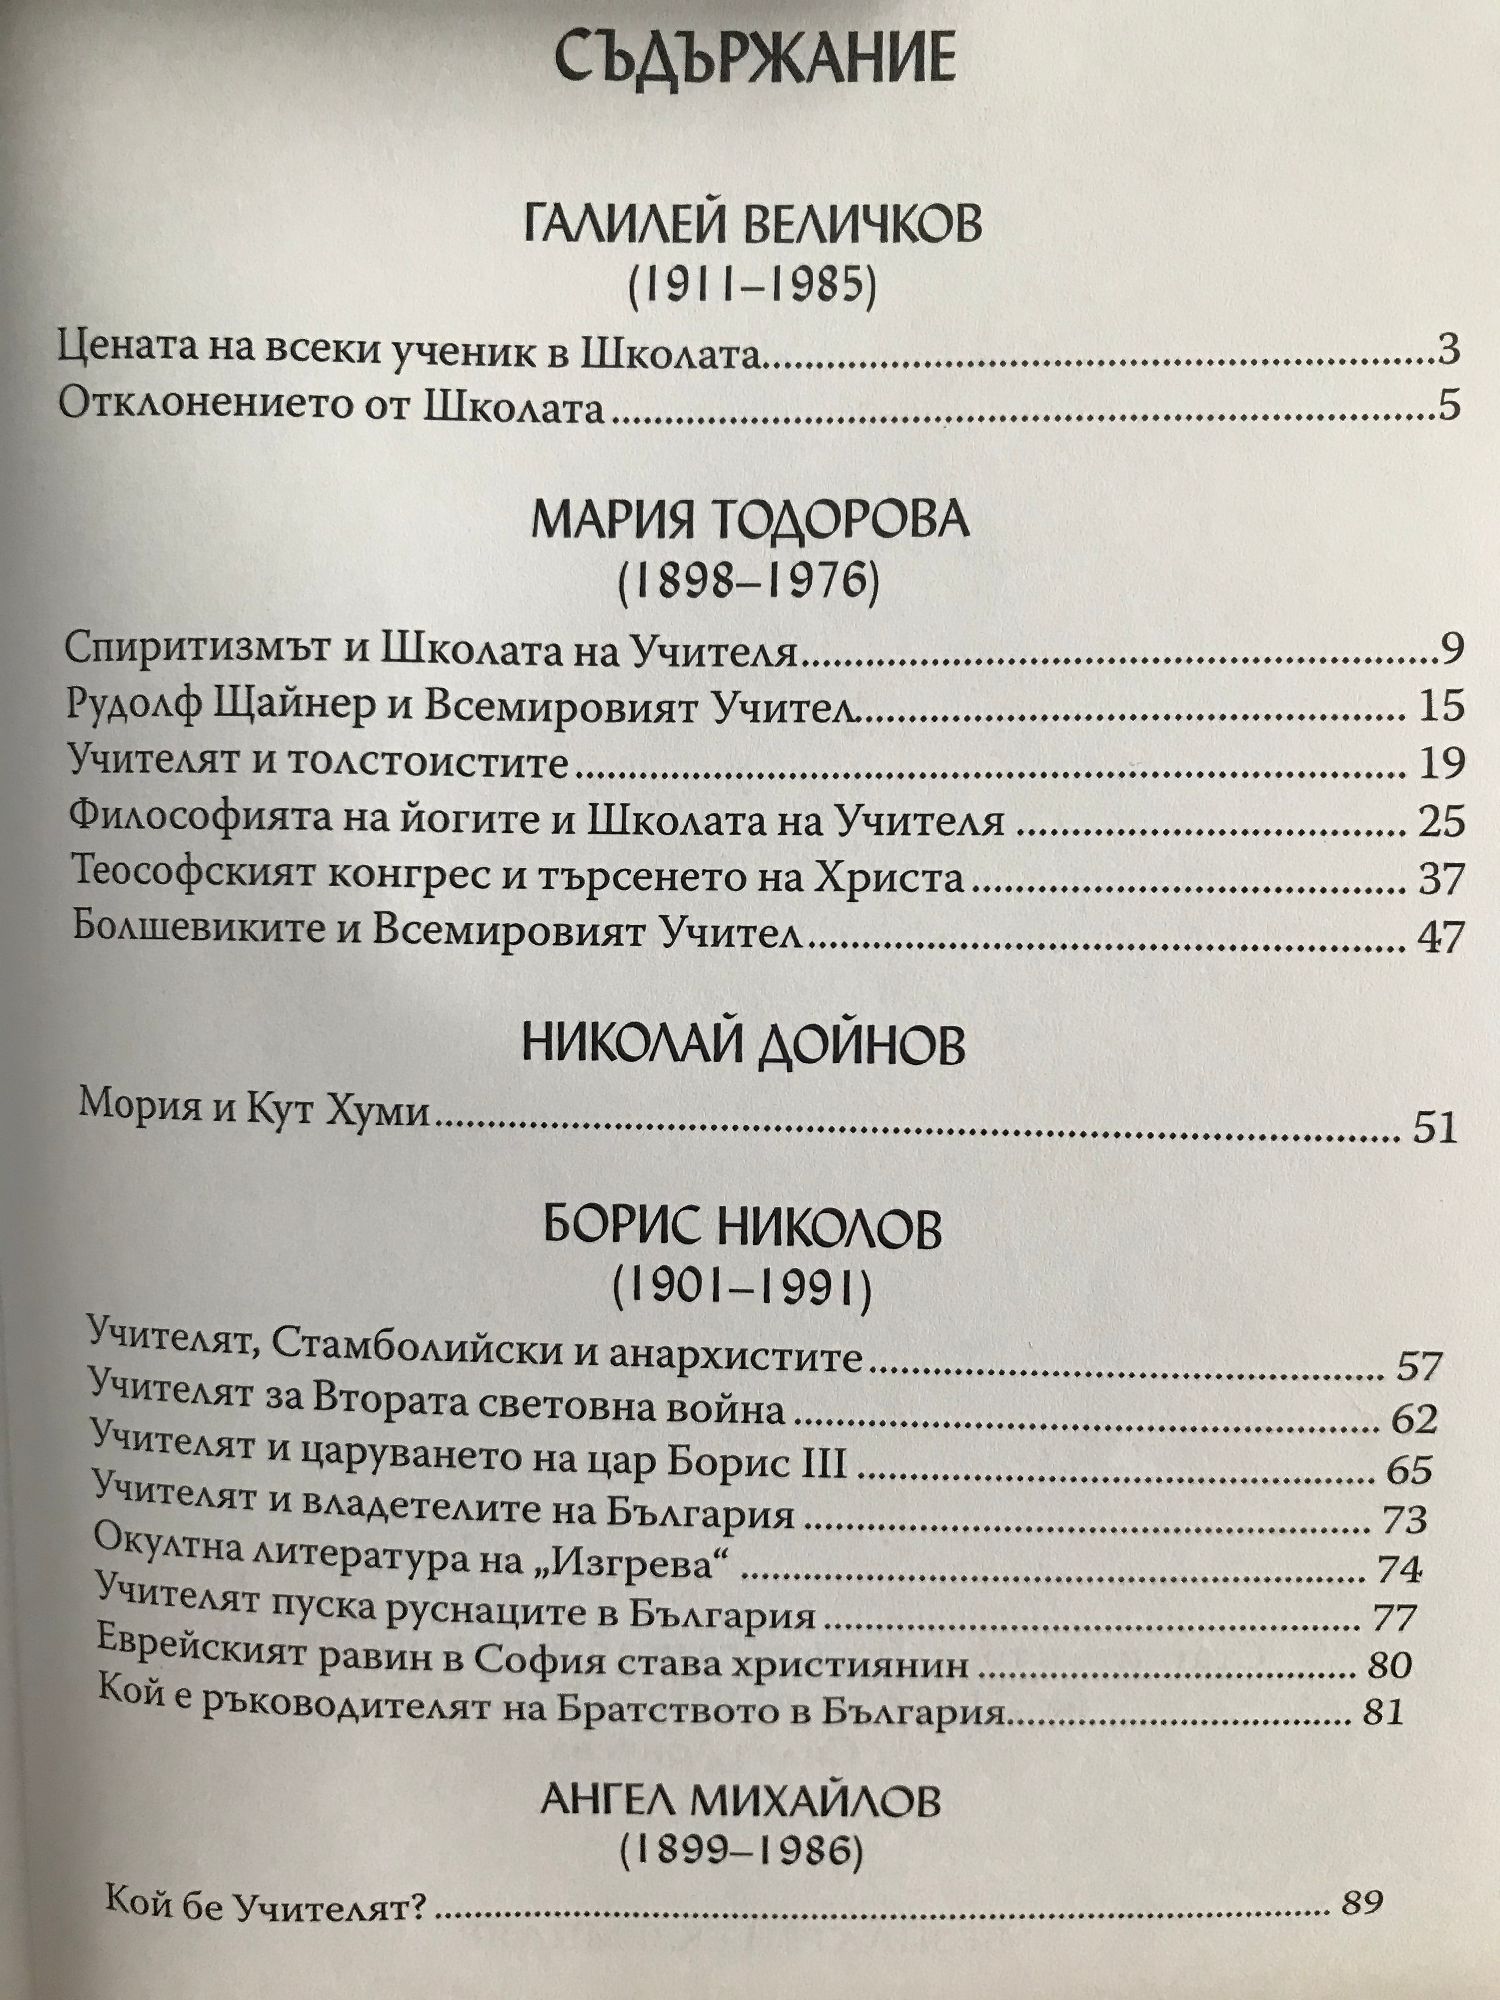 СЪДЪРЖАНИЕ
ГАЛИЛЕЙ ВЕЛИЧКОВ
(1911–1985)
Цената на всеки ученик в Школата........................................................3
Отклонението от Школата.....................................................................5
МАРИЯ ТОДОРОВА
(1898–1976)
Спиритизмът и Школата на Учителя.....................................................9
Рудолф Щайнер и Всемировият Учител.............................................. 15
Учителят и толстоистите..................................................................... 19
Философията на йогите и Школата на Учителя ................................. 25
Теософският конгрес и търсенето на Христа..................................... 37
Болшевиките и Всемировият Учител.................................................. 47
НИКОЛАЙ ДОЙНОВ
Мория и Кут Хуми................................................................................. 51
БОРИС НИКОЛОВ
(1901–1991)
Учителят, Стамболийски и анархистите............................................ 57
Учителят за Втората световна война ................................................. 62
Учителят и царуването на цар Борис III ............................................ 65
Учителят и владетелите на България ................................................ 73
Окултна литература на „Изгрева“ ..................................................... 74
Учителят пуска руснаците в България .............................................. 77
Еврейският равин в София става християнин ................................ 80
Кой е ръководителят на Братството в България............................. 81
АНГЕЛ МИХАЙЛОВ
(1899–1986)
Кой бе Учителят? ........................................................................... 89